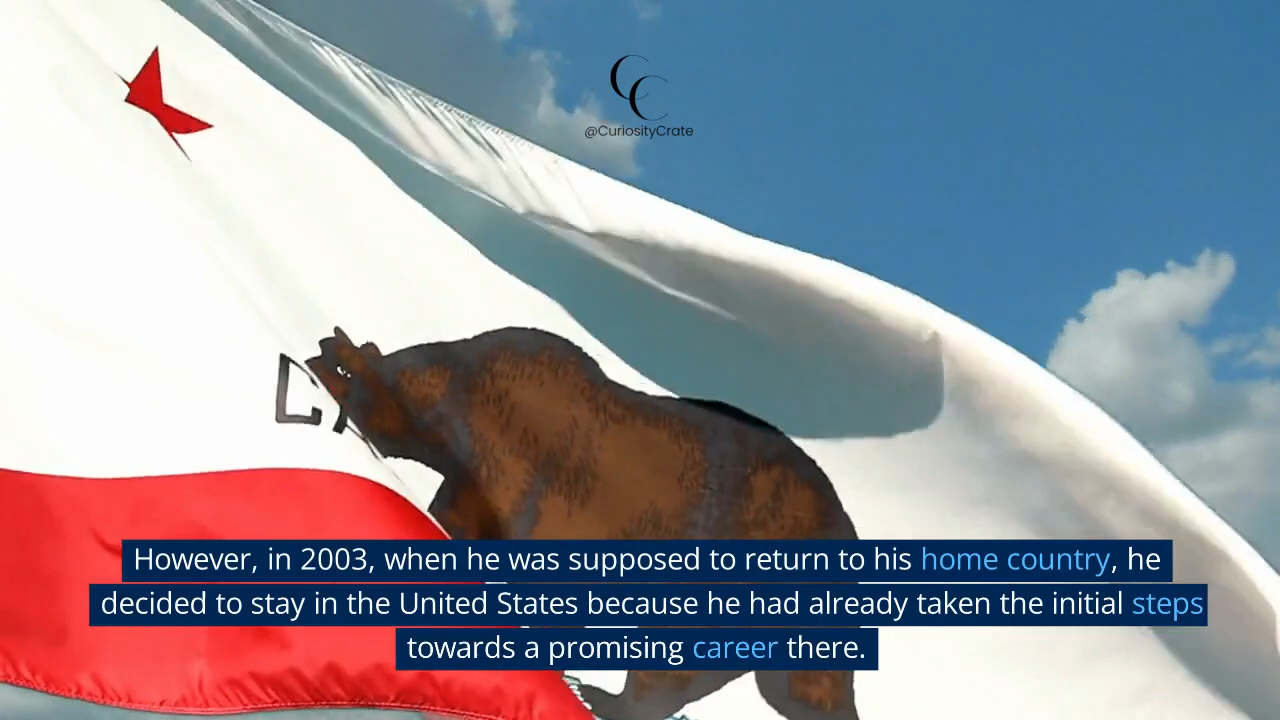 @CuriosityCrate
However, in 2003, when he was supposed to return to his home country, he
decided to stay in the United States because he had already taken the initial steps
towards a promising career there.